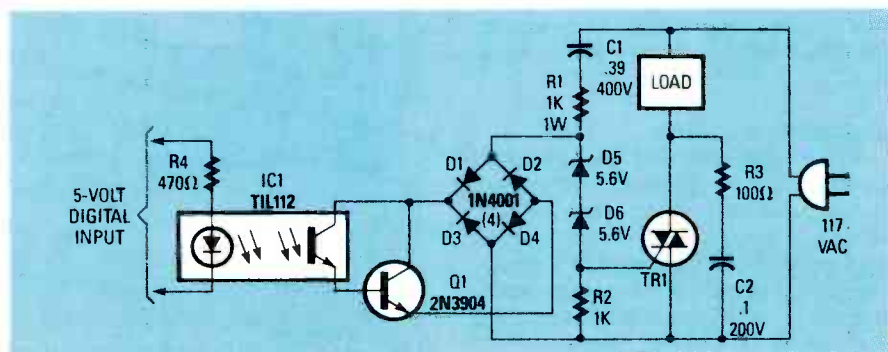 5-VOLT
DIGITAL
INPUT
R4
470Ω
IC1
TIL112
Q1
2N3904
D1
D2
1N4001
(4)
D3
D4
C1
.39
400V
R1
1K
1W
D5
5.6V
D6
5.6V
R2
1K
LOAD
TR1
R3
100Ω
C2
.1
200V
117
VAC